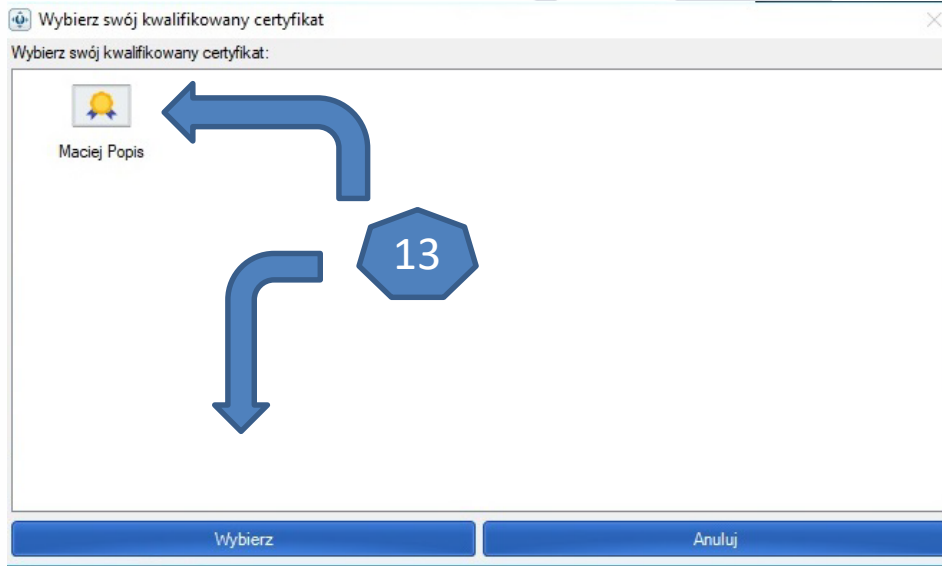 Wybierz swój kwalifikowany certyfikat
Wybierz swój kwalifikowany certyfikat:
Maciej Popis
13
Wybierz
Anuluj